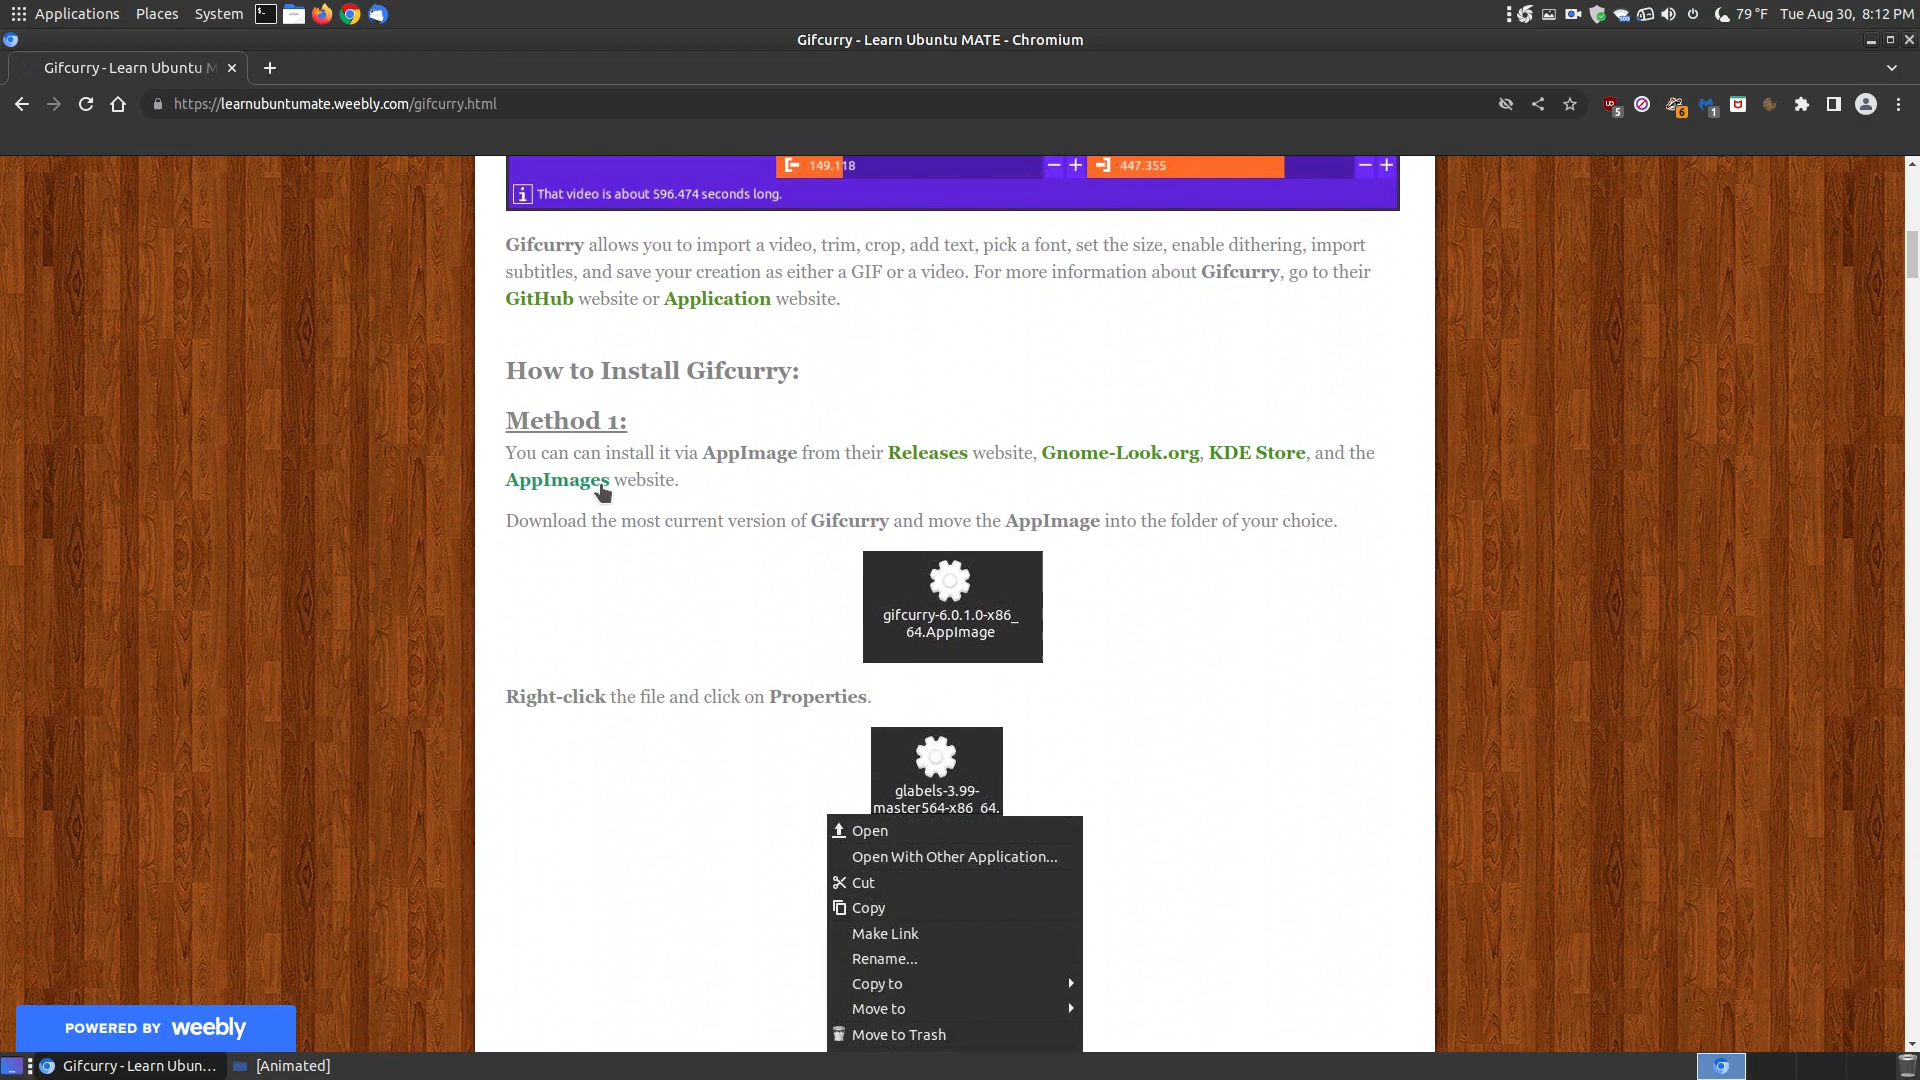 Applications Places System
79 °F Tue Aug 30, 8:12 PM
Gifcurry - Learn Ubuntu MATE - Chromium
Gifcurry - Learn Ubuntu M
https://learnubuntumate.weebly.com/gifcurry.html
5
6
1
149.118
447.355
That video is about 596.474 seconds long.
Gifcurry allows you to import a video, trim, crop, add text, pick a font, set the size, enable dithering, import
subtitles, and save your creation as either a GIF or a video. For more information about Gifcurry, go to their
GitHub website or Application website.
How to Install Gifcurry:
Method 1:
You can can install it via AppImage from their Releases website, Gnome-Look.org, KDE Store, and the
AppImages website.
Download the most current version of Gifcurry and move the AppImage into the folder of your choice.
gifcurry-6.0.1.0-x86_
64.AppImage
Right-click the file and click on Properties.
glabels-3.99-
master564-x86_64.
Open
Open With Other Application...
Cut
Copy
Make Link
Rename...
Copy to
Move to
Move to Trash
POWERED BY weebly
Gifcurry - Learn Ubun...
[Animated]